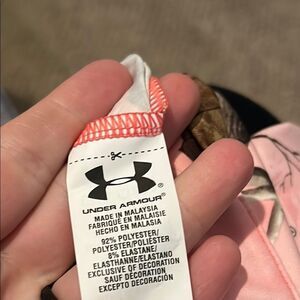 UNDER ARMOUR®
MADE IN MALAYSIA
FABRIQUÉ EN MALAISIE
HECHO EN MALASIA
92% POLYESTER/
POLYESTER/POLIÉSTER
8% ELASTANE/
ELASTHANNE/ELASTANO
EXCLUSIVE OF DECORATION
SAUF DÉCORATION
EXCEPTO DECORACIÓN